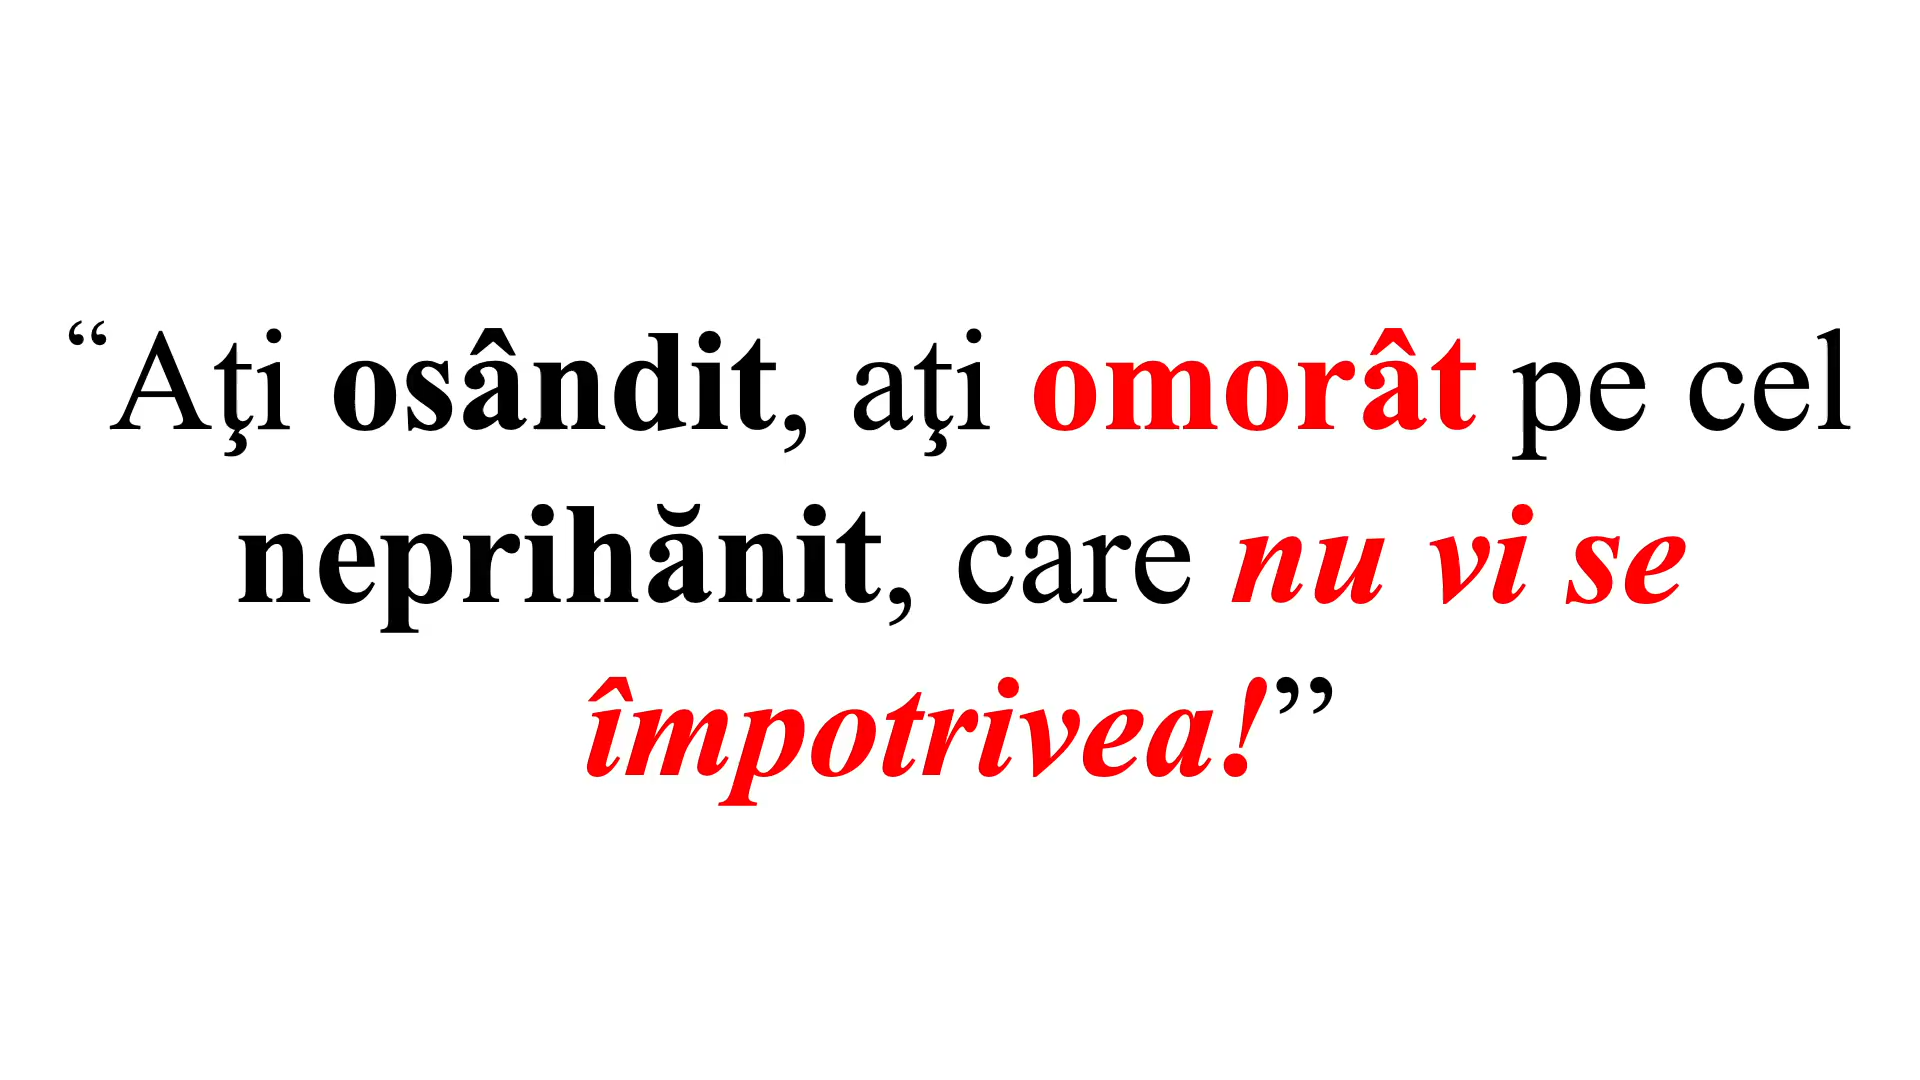 “Aţi osândit, aţi omorât pe cel
neprihănit, care nu vi se
împotrivea!”